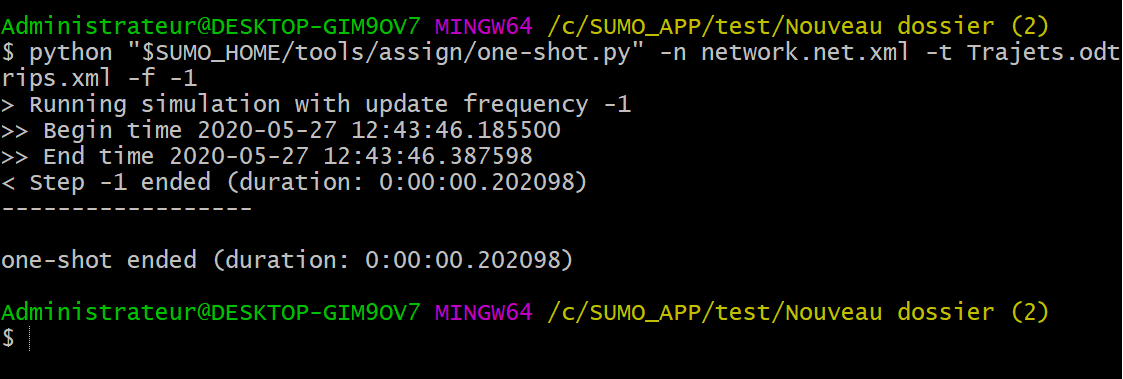 Administrateur@DESKTOP-GIM9OV7 MINGW64 /c/SUMO_APP/test/Nouveau dossier (2)
$ python "$SUMO_HOME/tools/assign/one-shot.py" -n network.net.xml -t Trajets.odt
rips.xml -f -1
> Running simulation with update frequency -1
>> Begin time 2020-05-27 12:43:46.185500
>> End time 2020-05-27 12:43:46.387598
< Step -1 ended (duration: 0:00:00.202098)
------------------
one-shot ended (duration: 0:00:00.202098)
Administrateur@DESKTOP-GIM9OV7 MINGW64 /c/SUMO_APP/test/Nouveau dossier (2)
$